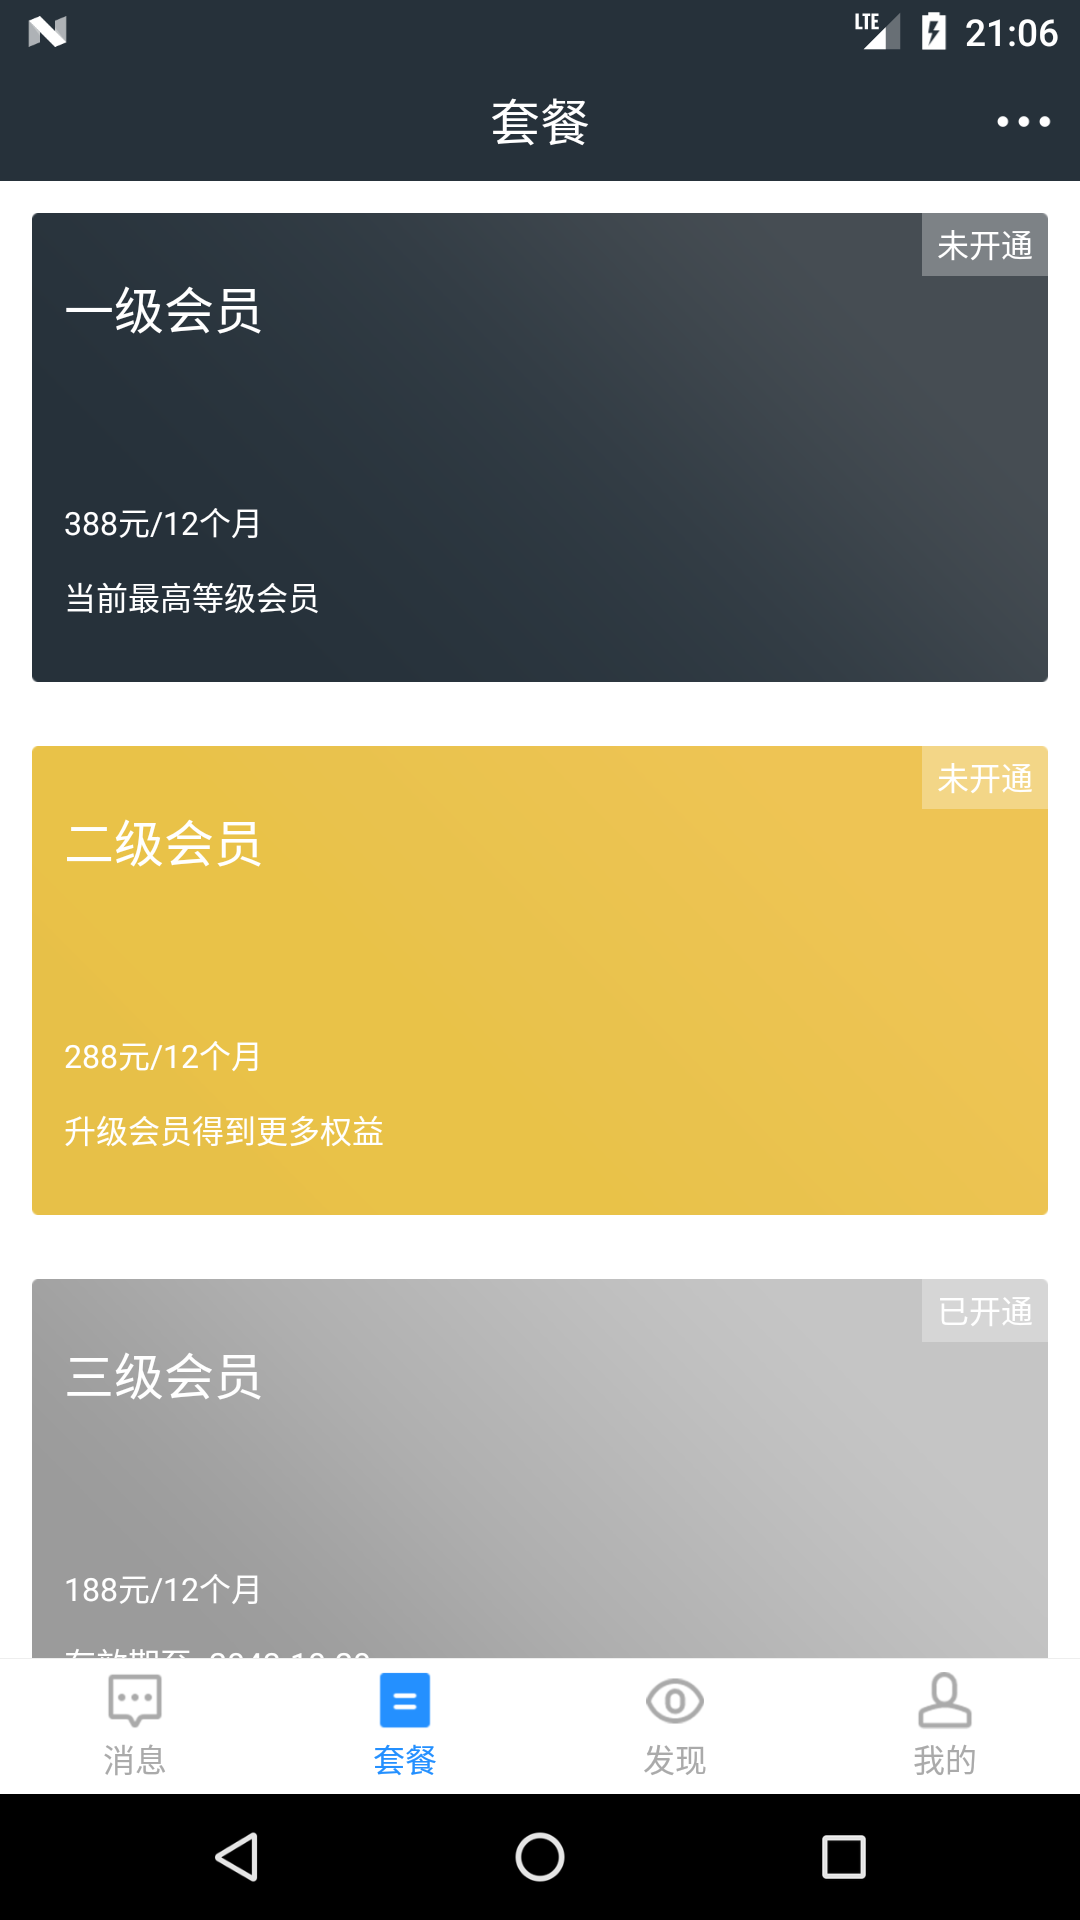 LTE 21:06
套餐
未开通
一级会员
388元/12个月
当前最高等级会员
未开通
二级会员
288元/12个月
升级会员得到更多权益
已开通
三级会员
188元/12个月
消息 套餐 发现 我的